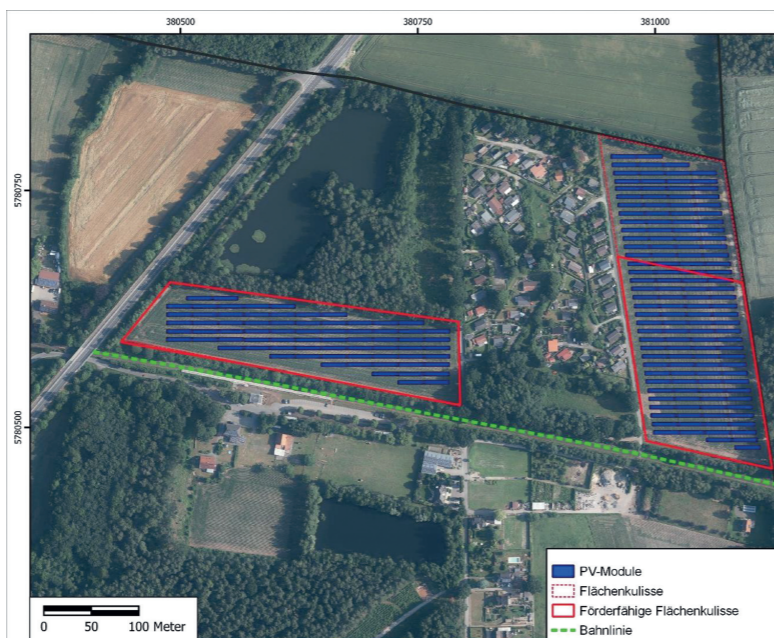 380500 380750 381000
5780750
5780500
PV-Module
Flächenkulisse
Förderfähige Flächenkulisse
Bahnlinie
0 50 100 Meter